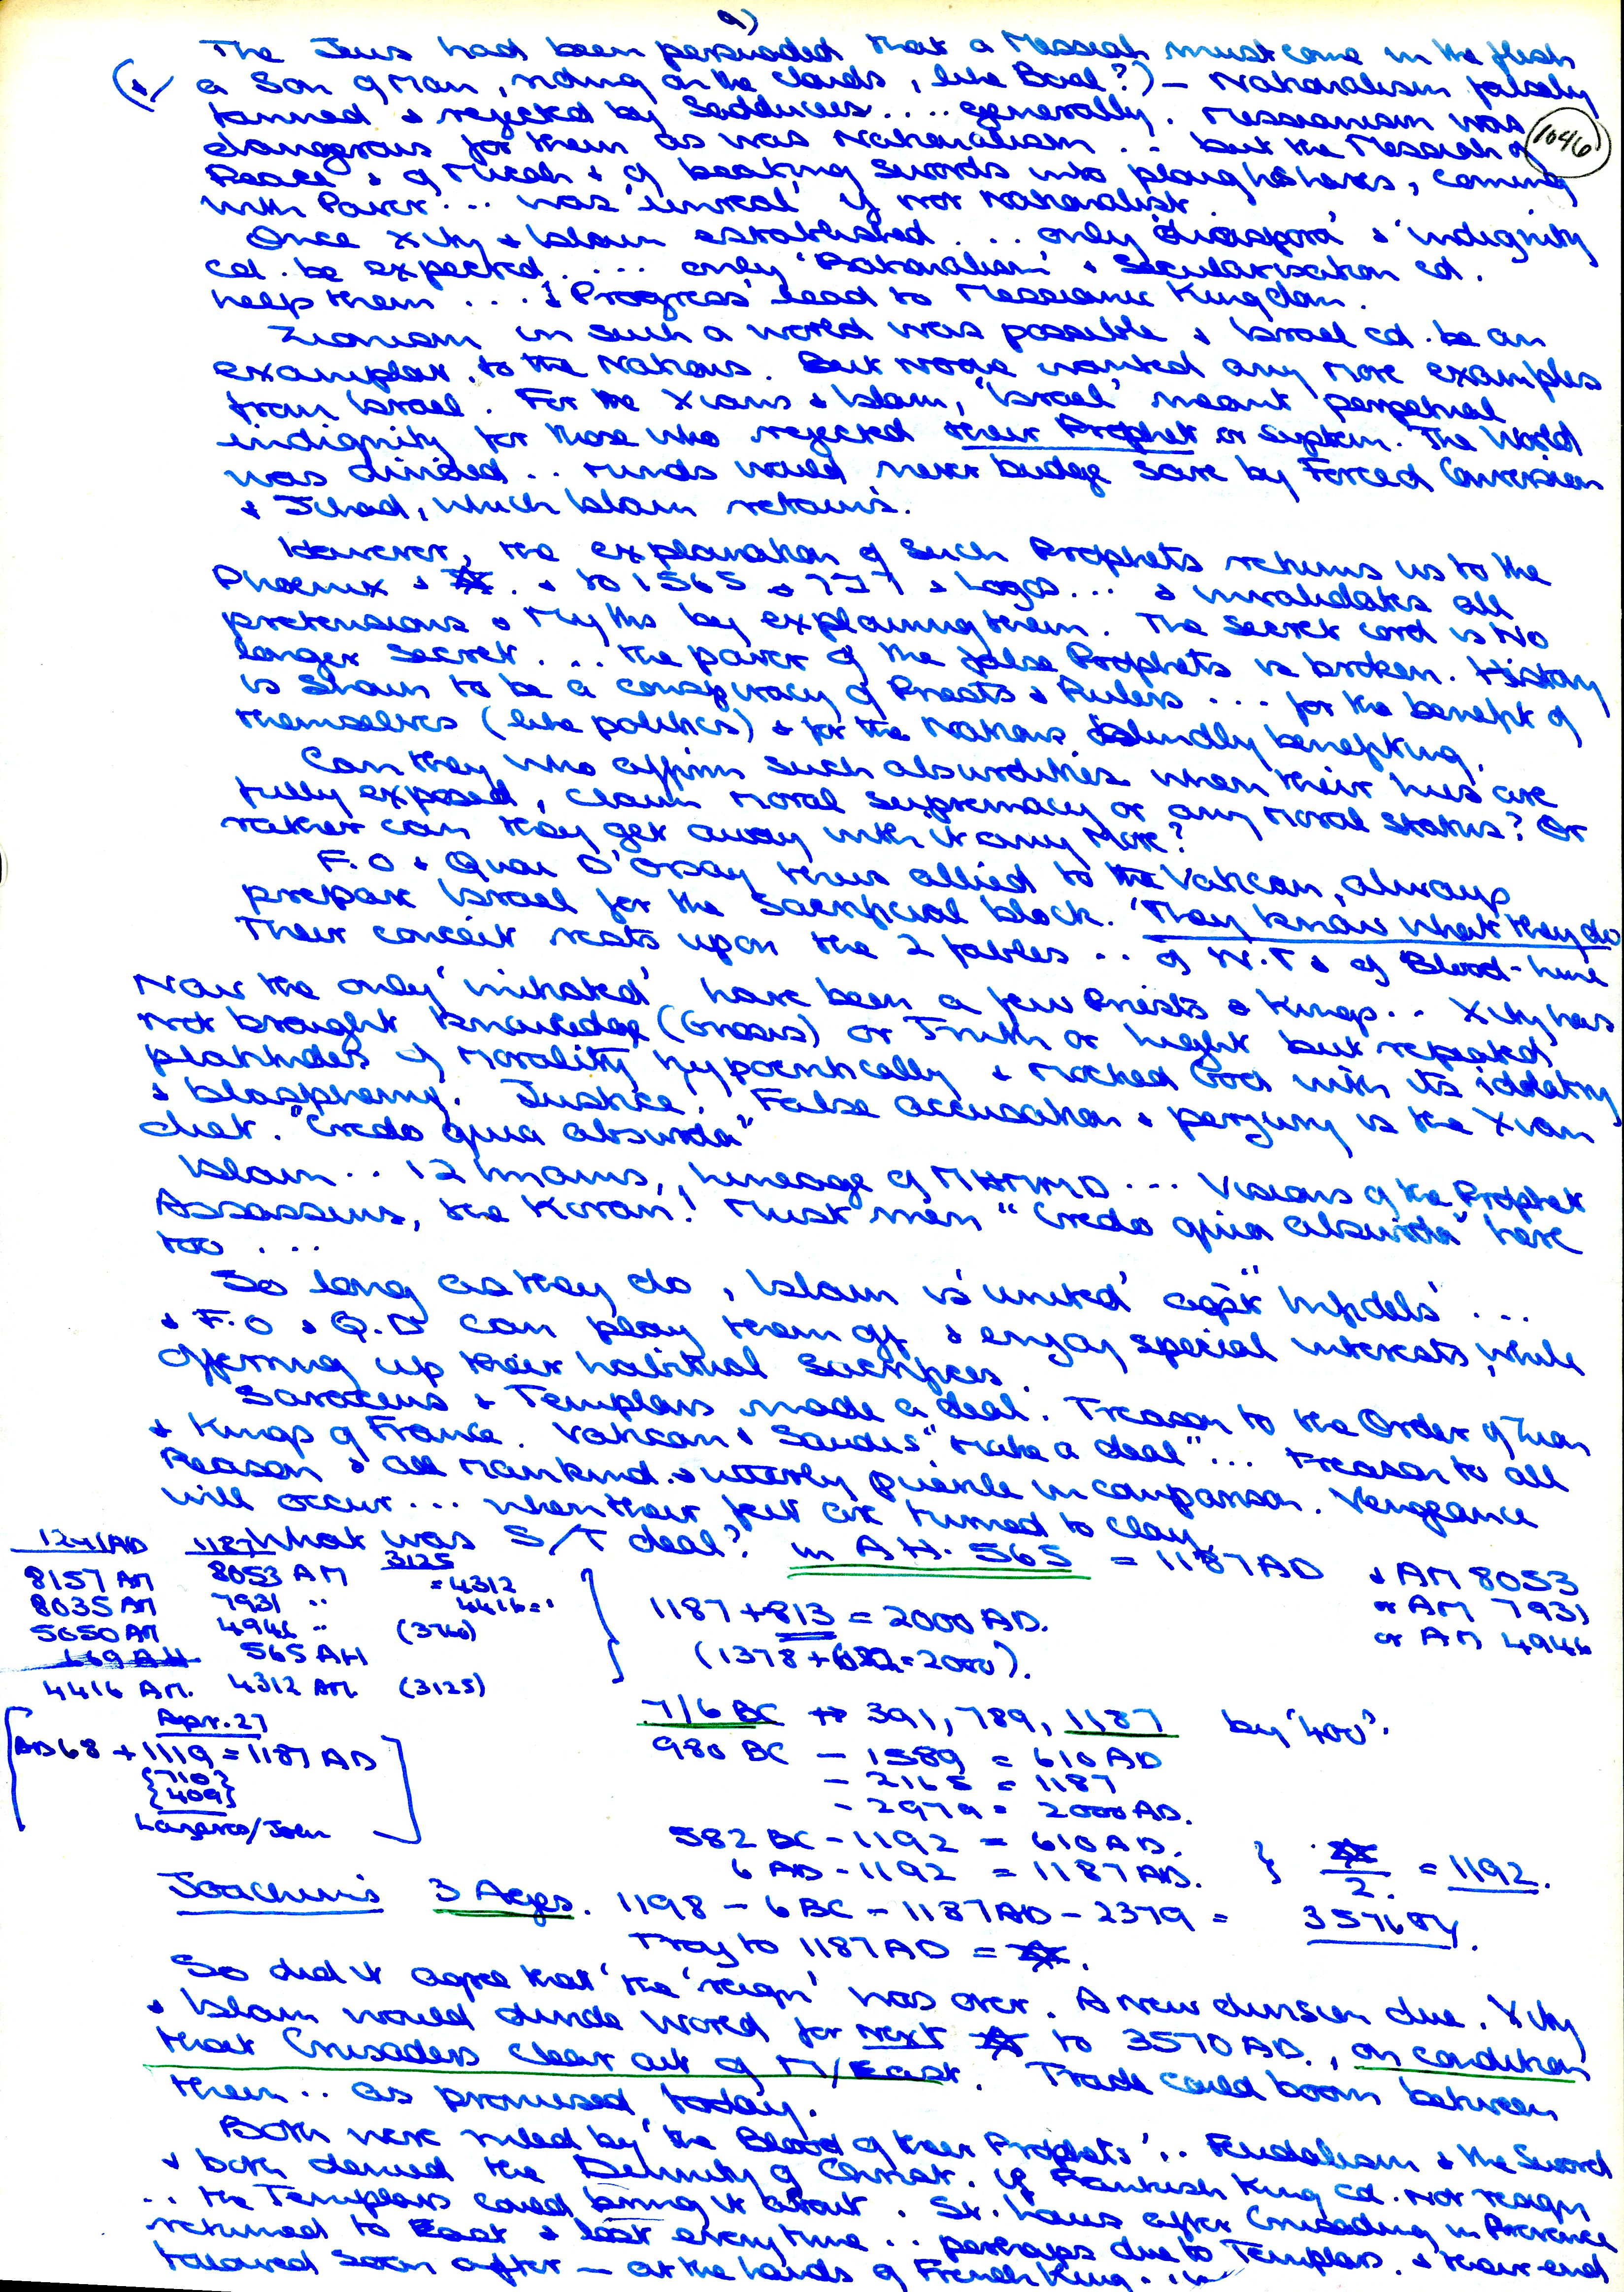 9)
The Jews had been persuaded that a Messiah must come in the flesh
(a Son of Man, riding on the clouds, like Baal?) – Nationalism falsely
fanned & rejected by Sadducees .... generally. Messianism was
1046
dangerous for them as was Nationalism .. but the Messiah of
Peace & of Micah & of beating swords into ploughshares, coming
with Power ... was 'unreal' if not Nationalist.
Once Xity & Islam established ... only 'diaspora' & 'indignity'
cd. be expected .... only 'Rationalism' & Secularisation cd.
help them ... & 'Progress' lead to Messianic Kingdom.
Zionism in such a world was possible & Israel cd. be an
exemplar, to the Nations. But none wanted any more examples
from Israel. For the Xians & Islam, 'Israel' meant perpetual
indignity for those who rejected their Prophet or system. The World
was divided .. minds would never budge save by Forced Conversion
& Jihad, which Islam retains.
However, the explanation of such Prophets returns us to the
Phoenix & ✡ . & to 1565 & 777 & Logos ... & invalidates all
pretensions & Myths by explaining them. The secret cord is No
longer secret ... the power of the false Prophets is broken. History
is shown to be a conspiracy of Priests & Rulers ... for the benefit of
themselves (like politics) & for the Nations blindly benefiting.
Can they who affirm such absurdities when their lies are
fully exposed, claim moral supremacy or any moral status? Or
rather can they get away with it any More?
F.O & Quai D'Orsay thus allied to the Vatican, always
prepare Israel for the Sacrificial block. 'They know what they do
Their conceit rests upon the 2 fables .. of N.T & of Blood-line
Now the only 'initiated' have been a few Priests & Kings .. Xity has
not brought Knowledge (Gnosis) or Truth or Light but repeated
platitudes of Morality hypocritically & mocked God with its idolatry
& blasphemy. Justice! False accusation & perjury is the Xian
diet. "Credo quia absurda"
Islam .. 12 Imams, Lineage of MHMMD ... Visions of the Prophet
Assassins, the Koran! Must men "Credo quia absurda" here
too ...
So long as they do, Islam is 'united' agst 'Infidels' ...
& F.O & Q.D can play them off & enjoy special interests, while
offering up their habitual sacrifices.
Saracens & Templars made a deal. Treason to the Order of Zion
& Kings of France. Vatican & Saudis "Make a deal" ... treason to all
Reason & all Mankind & utterly puerile in comparison. Vengeance
will occur ... when their feet are turned to clay.
What was S/T deal? in A.H. 565 = 1187 AD & AM 8053
or AM 7931
or AM 4946
1241 AD 1187 3125
8157 AM 8053 AM = 4312
8035 AM 7931 " 4416 = "
5050 AM 4946 " (3760)
169 AH 565 AH
4416 AM. 4312 AM. (3125)
1187 + 813 = 2000 AD.
(1378 + 622 = 2000).
Apr. 27
AD 68 + 1119 = 1187 AD
{710}
{409}
Lazarus/John
716 BC → 391, 789, 1187 by '400'.
980 BC – 1589 = 610 AD
– 2165 = 1187
– 2979 = 2000 AD.
582 BC – 1192 = 610 AD.
6 AD – 1192 = 1187 AD. } ✡/2. = 1192.
Joachim's 3 Ages. 1198 – 6 BC – 1187 AD – 2379 = 3576 SY.
Troy to 1187 AD = ✡.
So did it agree that 'the 'reign' was over. A new division due. Xity
& Islam would divide World for next ✡ to 3570 AD., on condition
that Crusaders clear out of M/East. Trade could boom between
them .. as promised today.
Both were ruled by 'the Blood of their Prophets' .. Feudalism & the Sword
& both denied the Divinity of Christ. If Frankish King cd. not reign
.. the Templars could bring it about. St. Louis after Crusading in Provence
returned to East & lost everytime .. perhaps due to Templars & their end
followed soon after – at the hands of French King.